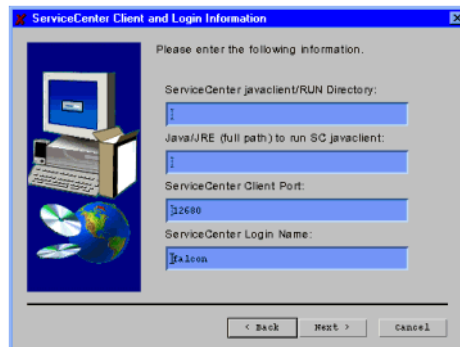 ServiceCenter Client and Login Information
Please enter the following information.
ServiceCenter javaclient/RUN Directory:
Java/JRE (full path) to run SC javaclient:
ServiceCenter Client Port:
12680
ServiceCenter Login Name:
falcon
< Back Next > Cancel